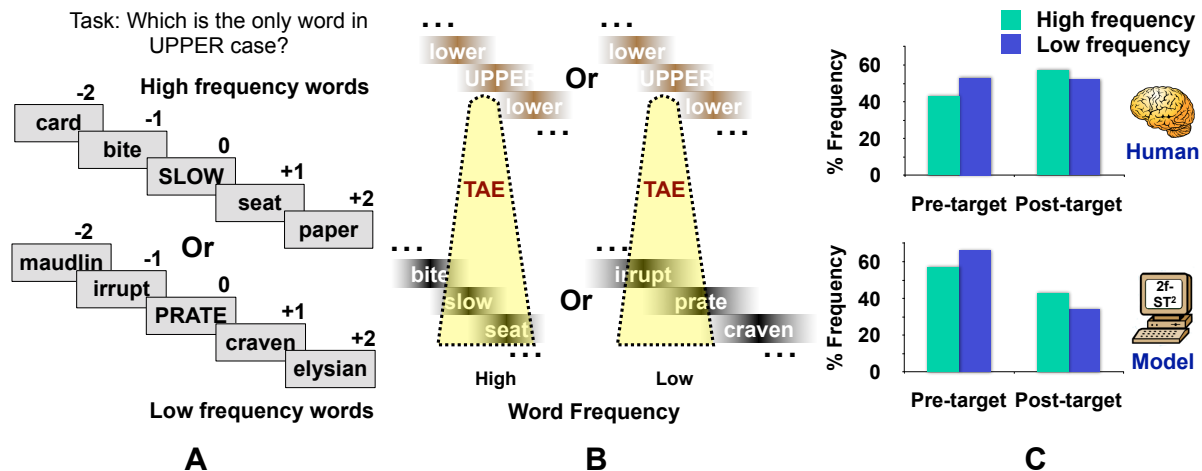 Task: Which is the only word in
UPPER case?
High frequency words
-2
card
-1
bite
0
SLOW
+1
seat
+2
paper
Or
-2
maudlin
-1
irrupt
0
PRATE
+1
craven
+2
elysian
Low frequency words
A
...
lower
UPPER
lower
...
Or
...
lower
UPPER
lower
...
TAE
TAE
...
bite
slow
seat
...
Or
...
irrupt
prate
craven
...
High
Low
Word Frequency
B
High frequency
Low frequency
% Frequency
60
40
20
0
Pre-target
Post-target
Human
% Frequency
60
40
20
0
Pre-target
Post-target
2f-
ST²
Model
C